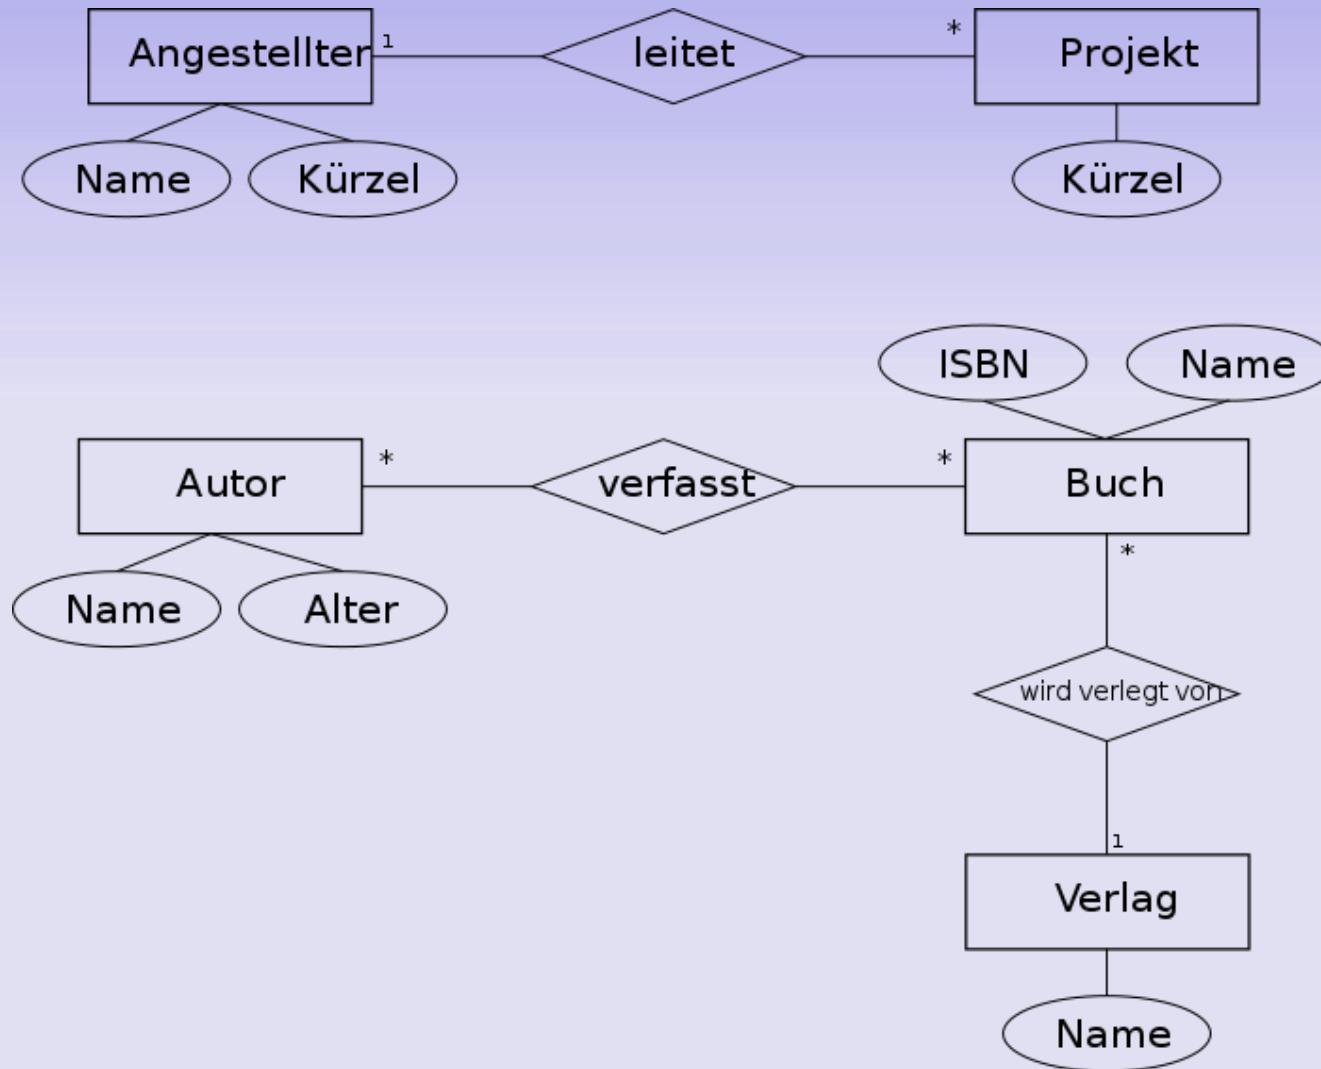 Angestellter 1 leitet * Projekt
Name Kürzel Kürzel
ISBN Name
Autor * verfasst * Buch
*
Name Alter
wird verlegt von
1
Verlag
Name